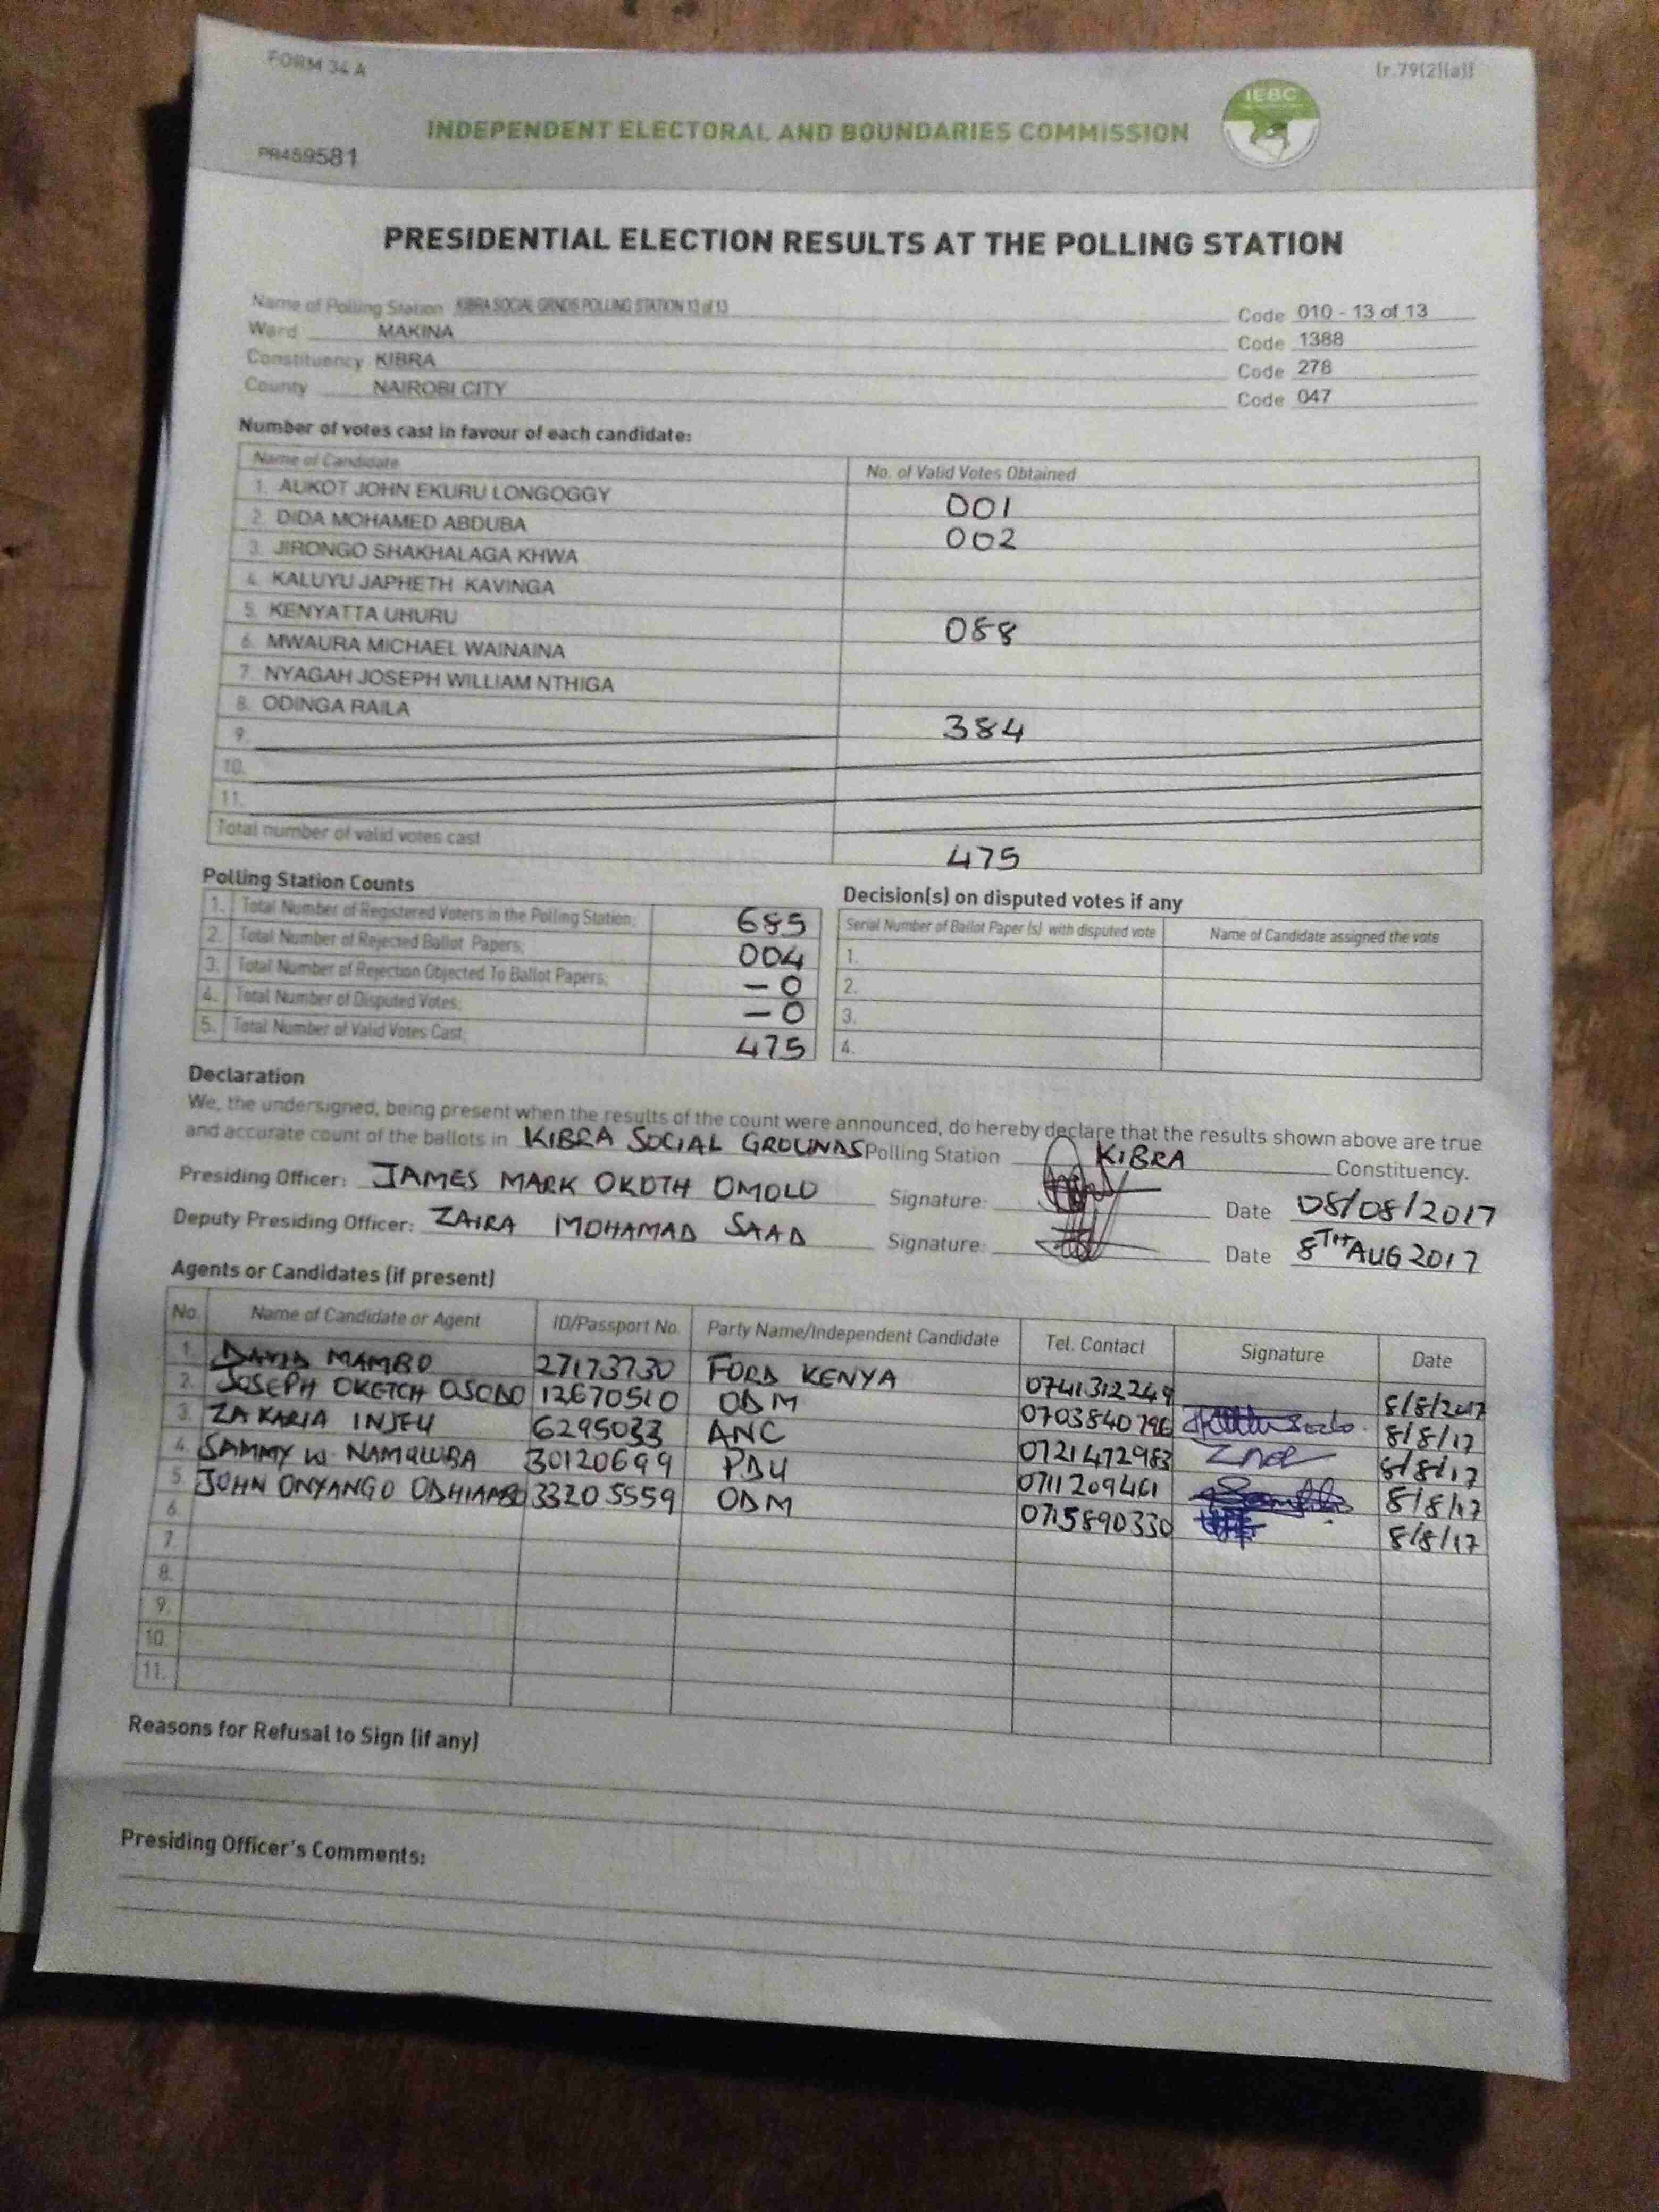 FORM 34 A
(r.79(2)(a))
IEBC
INDEPENDENT ELECTORAL AND BOUNDARIES COMMISSION
PR459581
PRESIDENTIAL ELECTION RESULTS AT THE POLLING STATION
Name of Polling Station KIBRA SOCIAL GRNDS POLLING STATION 13 of 13 Code 010 - 13 of 13
Ward MAKINA Code 1388
Constituency KIBRA Code 278
County NAIROBI CITY Code 047
Number of votes cast in favour of each candidate:
Name of Candidate No. of Valid Votes Obtained
1. AUKOT JOHN EKURU LONGOGGY 001
2. DIDA MOHAMED ABDUBA 002
3. JIRONGO SHAKHALAGA KHWA
4. KALUYU JAPHETH KAVINGA
5. KENYATTA UHURU 088
6. MWAURA MICHAEL WAINAINA
7. NYAGAH JOSEPH WILLIAM NTHIGA
8. ODINGA RAILA 384
9.
10.
11.
Total number of valid votes cast 475
Polling Station Counts
1. Total Number of Registered Voters in the Polling Station; 685
2. Total Number of Rejected Ballot Papers; 004
3. Total Number of Rejection Objected To Ballot Papers; – 0
4. Total Number of Disputed Votes; – 0
5. Total Number of Valid Votes Cast; 475
Decision(s) on disputed votes if any
Serial Number of Ballot Paper (s) with disputed vote Name of Candidate assigned the vote
1.
2.
3.
4.
Declaration
We, the undersigned, being present when the results of the count were announced, do hereby declare that the results shown above are true
and accurate count of the ballots in KIBRA SOCIAL GROUNDS Polling Station KIBRA Constituency.
Presiding Officer: JAMES MARK OKOTH OMOLO Signature: Date 08/08/2017
Deputy Presiding Officer: ZAIRA MOHAMAD SAAD Signature: Date 8TH AUG 2017
Agents or Candidates (if present)
No. Name of Candidate or Agent ID/Passport No. Party Name/Independent Candidate Tel. Contact Signature Date
1. DAVID MAMBO 27173730 FORD KENYA 0741312249 8/8/2017
2. JOSEPH OKETCH OSODO 12670510 ODM 0703840796 8/8/17
3. ZAKARIA INJEU 6295033 ANC 0721472983 8/8/17
4. SAMMY W. 30120699 PDU 0711209461 8/8/17
5. JOHN ONYANGO ODHIAMBO 33205559 ODM 0715890330 8/8/17
6.
7.
8.
9.
10.
11.
Reasons for Refusal to Sign (if any)
Presiding Officer's Comments: